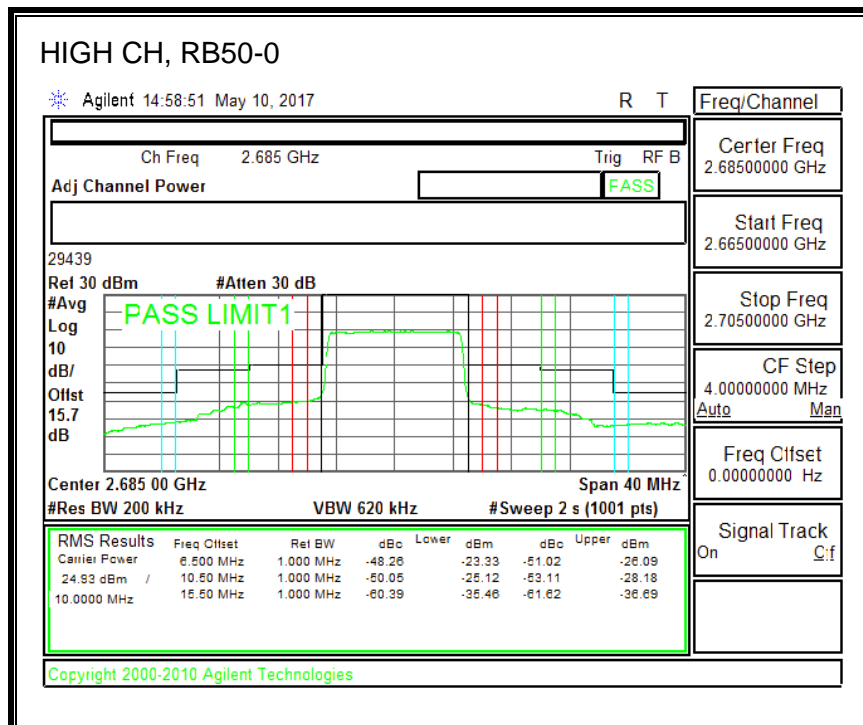 HIGH CH, RB50-0
Agilent 14:58:51 May 10, 2017 R T
Freq/Channel
Ch Freq 2.685 GHz Trig RF B
Adj Channel Power PASS
Center Freq
2.68500000 GHz
Start Freq
2.66500000 GHz
Stop Freq
2.70500000 GHz
CF Step
4.00000000 MHz
Auto Man
Freq Offset
0.00000000 Hz
Signal Track
On Off
29439
Ref 30 dBm #Atten 30 dB
#Avg
Log
10
dB/
Offst
15.7
dB
PASS LIMIT1
Center 2.685 00 GHz Span 40 MHz^
#Res BW 200 kHz VBW 620 kHz #Sweep 2 s (1001 pts)
RMS Results Freq Offset Ref BW dBc Lower dBm dBc Upper dBm
Carrier Power 6.500 MHz 1.000 MHz -48.26 -23.33 -51.02 -26.09
24.93 dBm / 10.50 MHz 1.000 MHz -50.05 -25.12 -53.11 -28.18
10.0000 MHz 15.50 MHz 1.000 MHz -60.39 -35.46 -61.62 -36.69
Copyright 2000-2010 Agilent Technologies